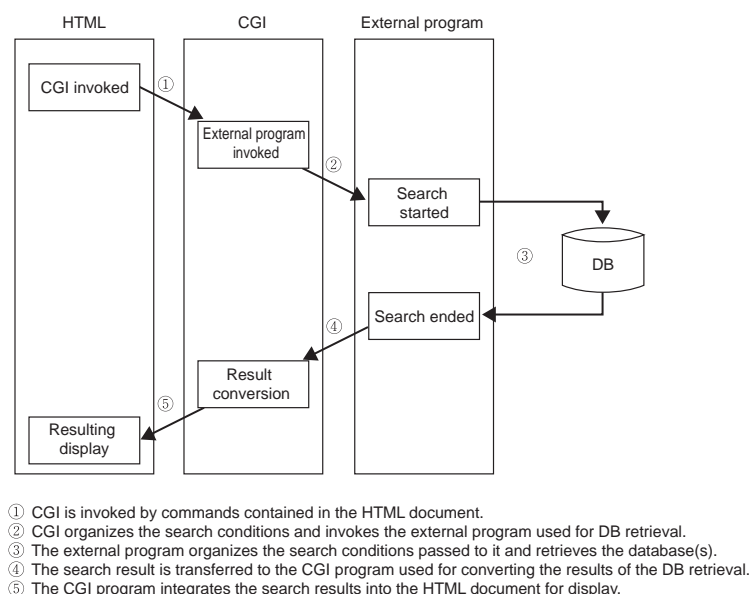 HTML
CGI
External program
CGI invoked
①
External program
invoked
②
Search
started
③
DB
Search ended
④
Result
conversion
⑤
Resulting
display
① CGI is invoked by commands contained in the HTML document.
② CGI organizes the search conditions and invokes the external program used for DB retrieval.
③ The external program organizes the search conditions passed to it and retrieves the database(s).
④ The search result is transferred to the CGI program used for converting the results of the DB retrieval.
⑤ The CGI program integrates the search results into the HTML document for display.